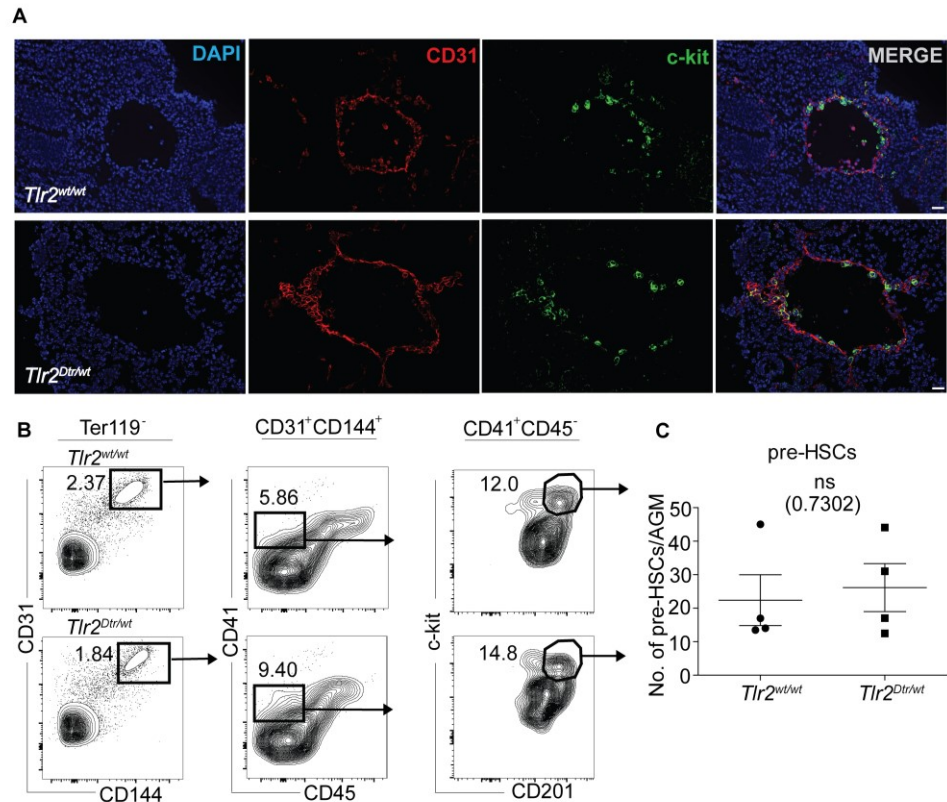 A
DAPI
CD31
c-kit
MERGE
Tlr2wt/wt
Tlr2Dtr/wt
B
Ter119-
CD31+CD144+
CD41+CD45-
Tlr2wt/wt
2.37
5.86
12.0
CD31
CD41
c-kit
Tlr2Dtr/wt
1.84
9.40
14.8
CD144
CD45
CD201
C
pre-HSCs
ns
(0.7302)
No. of pre-HSCs/AGM
50
40
30
20
10
0
Tlr2wt/wt
Tlr2Dtr/wt